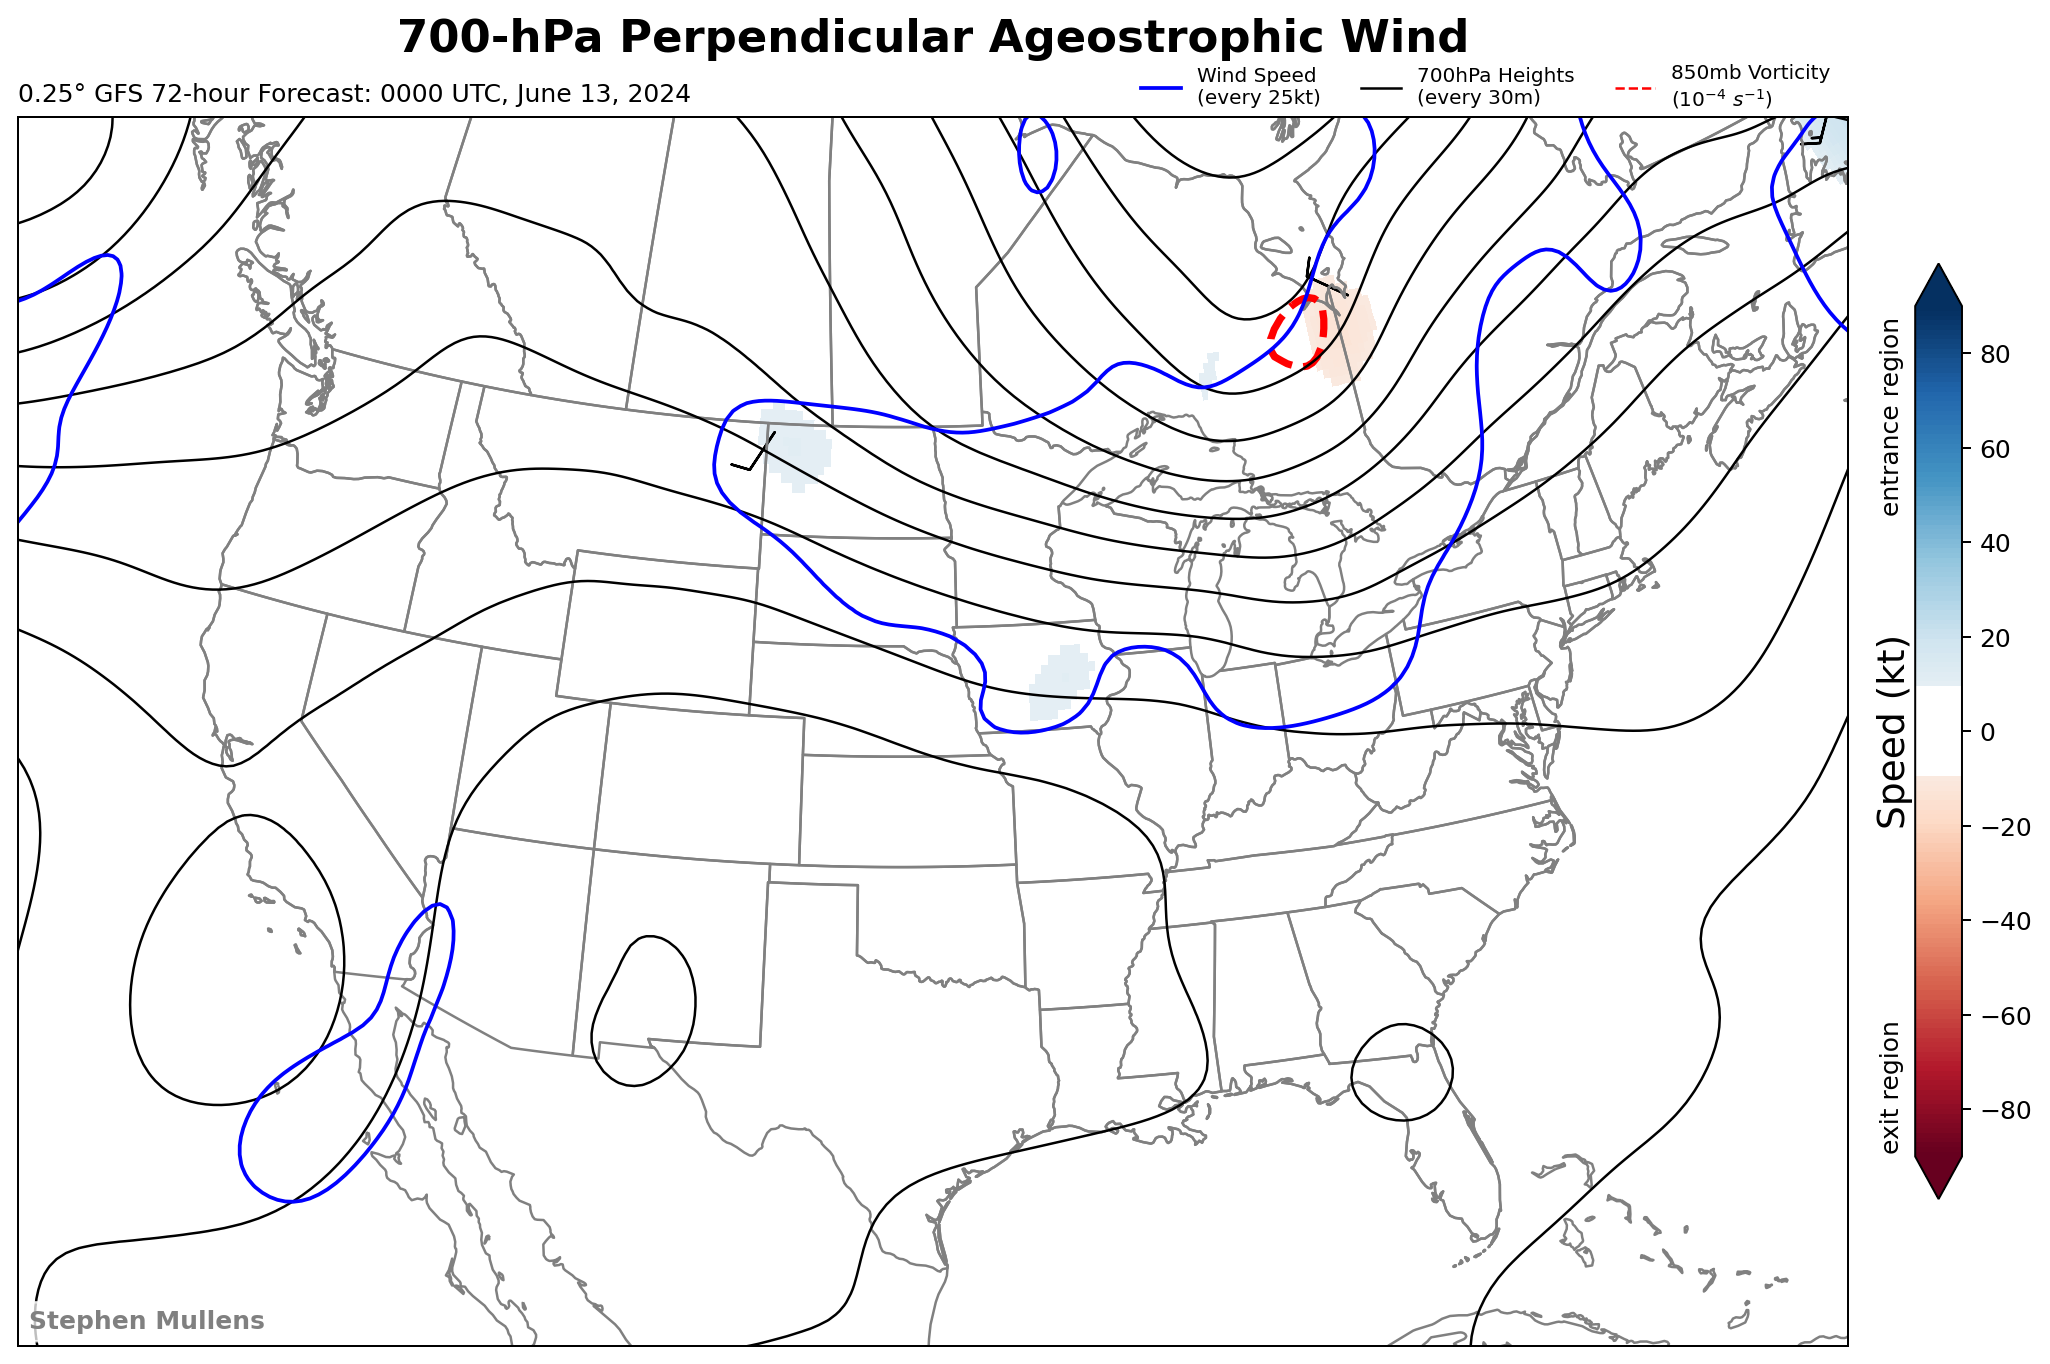 700-hPa Perpendicular Ageostrophic Wind
0.25° GFS 72-hour Forecast: 0000 UTC, June 13, 2024
Wind Speed
(every 25kt)
700hPa Heights
(every 30m)
850mb Vorticity
(10⁻⁴ s⁻¹)
entrance region
Speed (kt)
exit region
80
60
40
20
0
−20
−40
−60
−80
Stephen Mullens